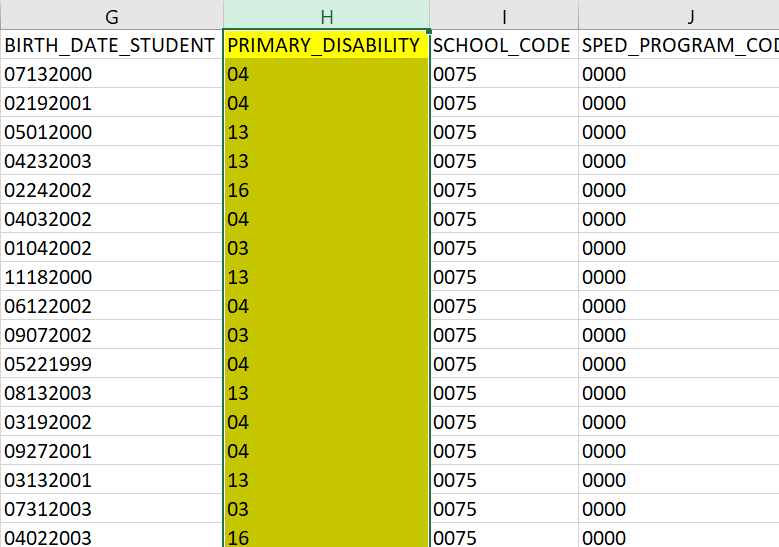 G H I J
BIRTH_DATE_STUDENT PRIMARY_DISABILITY SCHOOL_CODE SPED_PROGRAM_COD
07132000 04 0075 0000
02192001 04 0075 0000
05012000 13 0075 0000
04232003 13 0075 0000
02242002 16 0075 0000
04032002 04 0075 0000
01042002 03 0075 0000
11182000 13 0075 0000
06122002 04 0075 0000
09072002 03 0075 0000
05221999 04 0075 0000
08132003 13 0075 0000
03192002 04 0075 0000
09272001 04 0075 0000
03132001 13 0075 0000
07312003 03 0075 0000
04022003 16 0075 0000